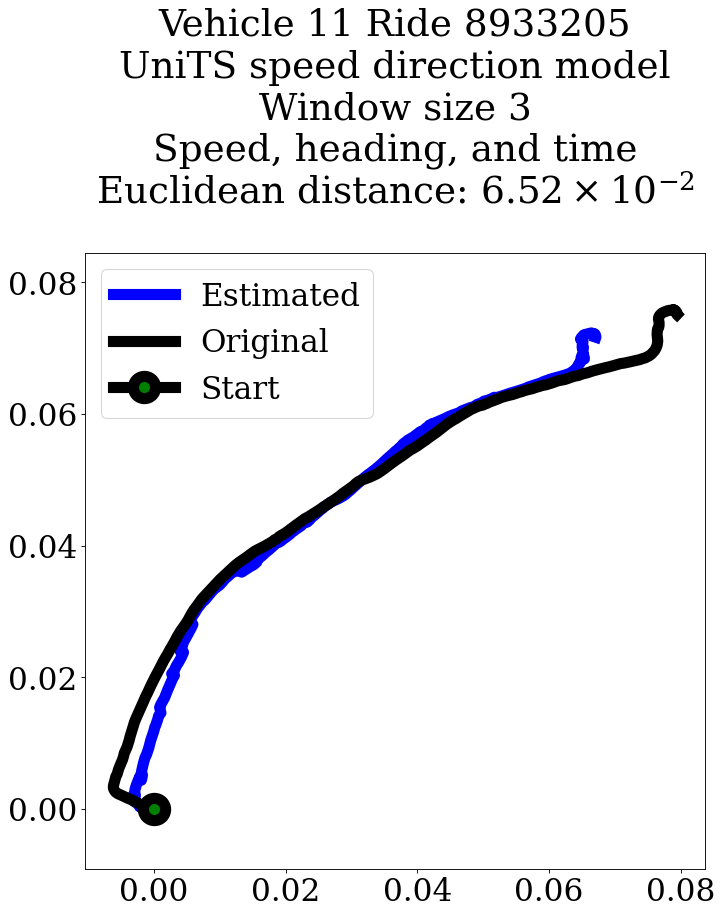 Vehicle 11 Ride 8933205
UniTS speed direction model
Window size 3
Speed, heading, and time
Euclidean distance: 6.52 × 10⁻²
Estimated
Original
Start
0.08
0.06
0.04
0.02
0.00
0.00 0.02 0.04 0.06 0.08